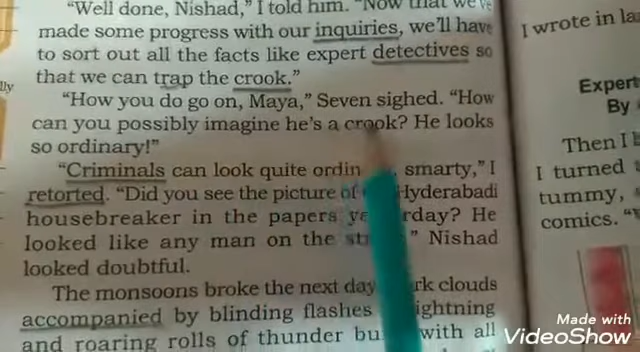 "Well done, Nishad," I told him. "Now that we've
made some progress with our inquiries, we'll have
to sort out all the facts like expert detectives so
that we can trap the crook."
"How you do go on, Maya," Seven sighed. "How
can you possibly imagine he's a crook? He looks
so ordinary!"
"Criminals can look quite ordin smarty," I
retorted. "Did you see the picture of Hyderabadi
housebreaker in the papers ye rday? He
looked like any man on the st " Nishad
looked doubtful.
The monsoons broke the next day rk clouds
accompanied by blinding flashes ightning
and roaring rolls of thunder bu with all
lly
I wrote in la
Expert
By
Then I
I turned
tummy,
comics. "
Made with
VideoShow